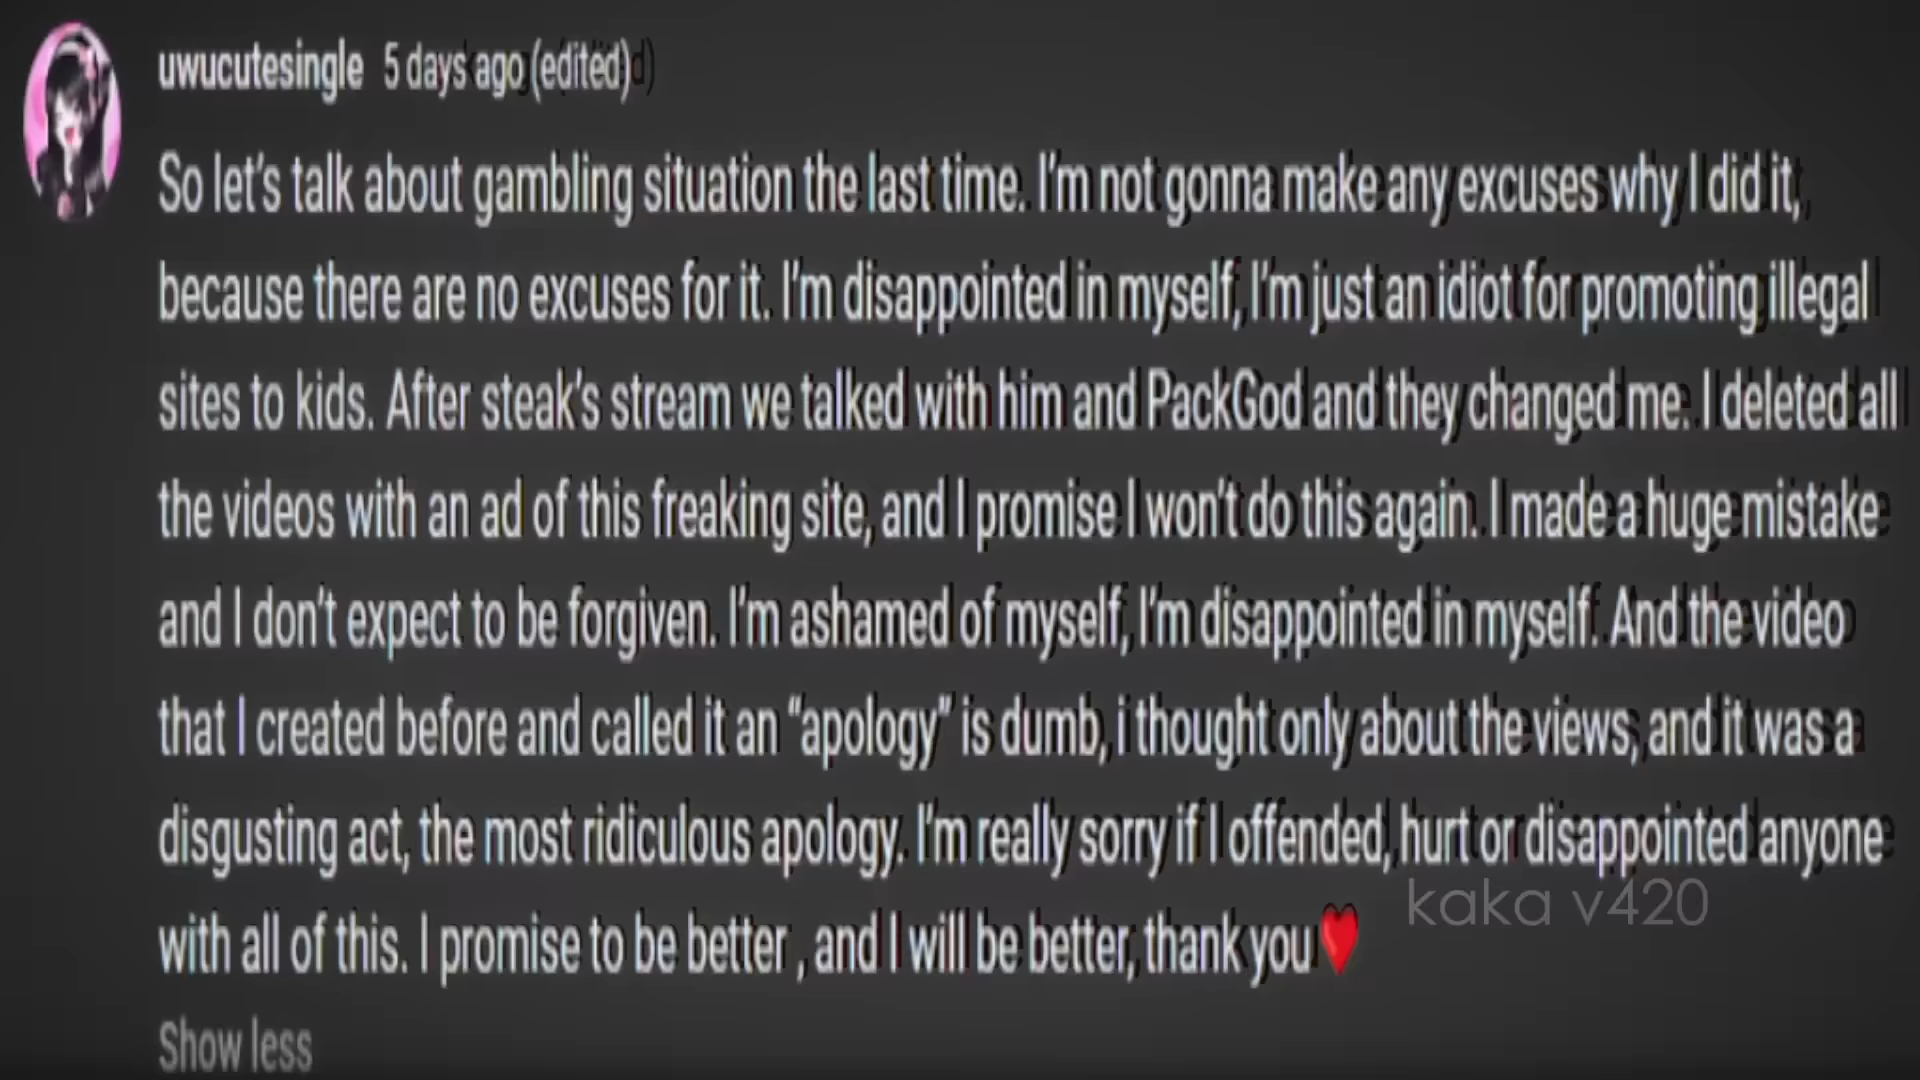 uwucutesingle 5 days ago (edited)
So let's talk about gambling situation the last time. I'm not gonna make any excuses why I did it,
because there are no excuses for it. I'm disappointed in myself, I'm just an idiot for promoting illegal
sites to kids. After steak's stream we talked with him and PackGod and they changed me. I deleted all
the videos with an ad of this freaking site, and I promise I won't do this again. I made a huge mistake
and I don't expect to be forgiven. I'm ashamed of myself, I'm disappointed in myself. And the video
that I created before and called it an “apology” is dumb, i thought only about the views, and it was a
disgusting act, the most ridiculous apology. I'm really sorry if I offended, hurt or disappointed anyone
kaka v420
with all of this. I promise to be better , and I will be better, thank you❤️
Show less